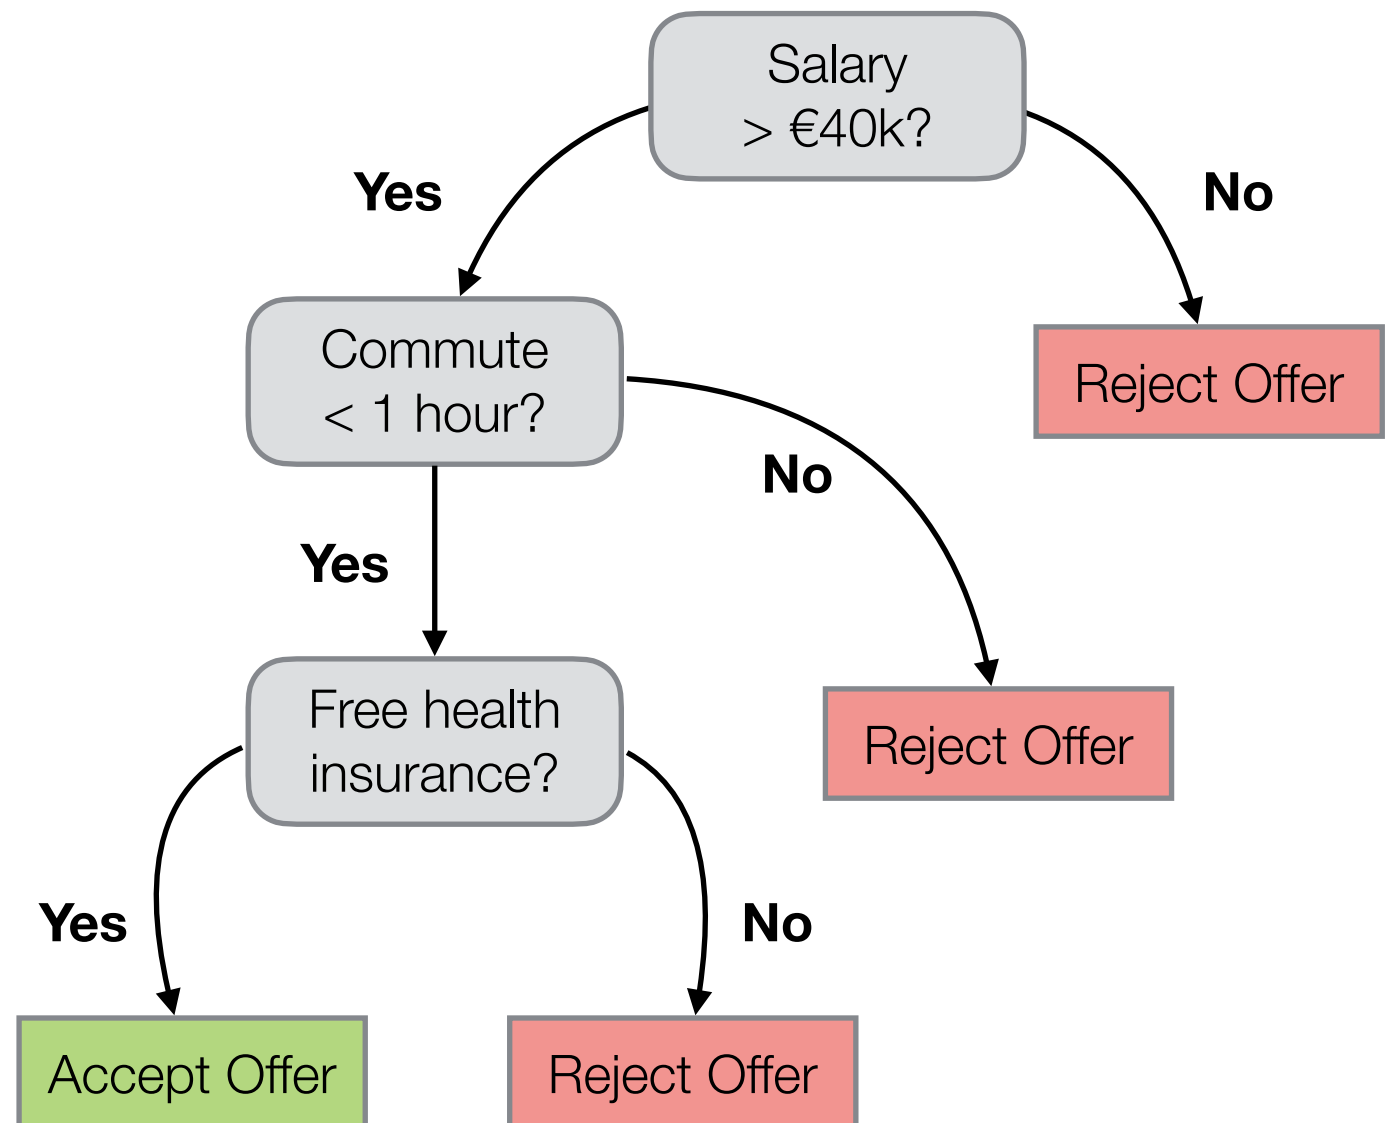 Salary
> €40k?
Yes
No
Commute
< 1 hour?
Reject Offer
No
Yes
Free health
insurance?
Reject Offer
Yes
No
Accept Offer
Reject Offer